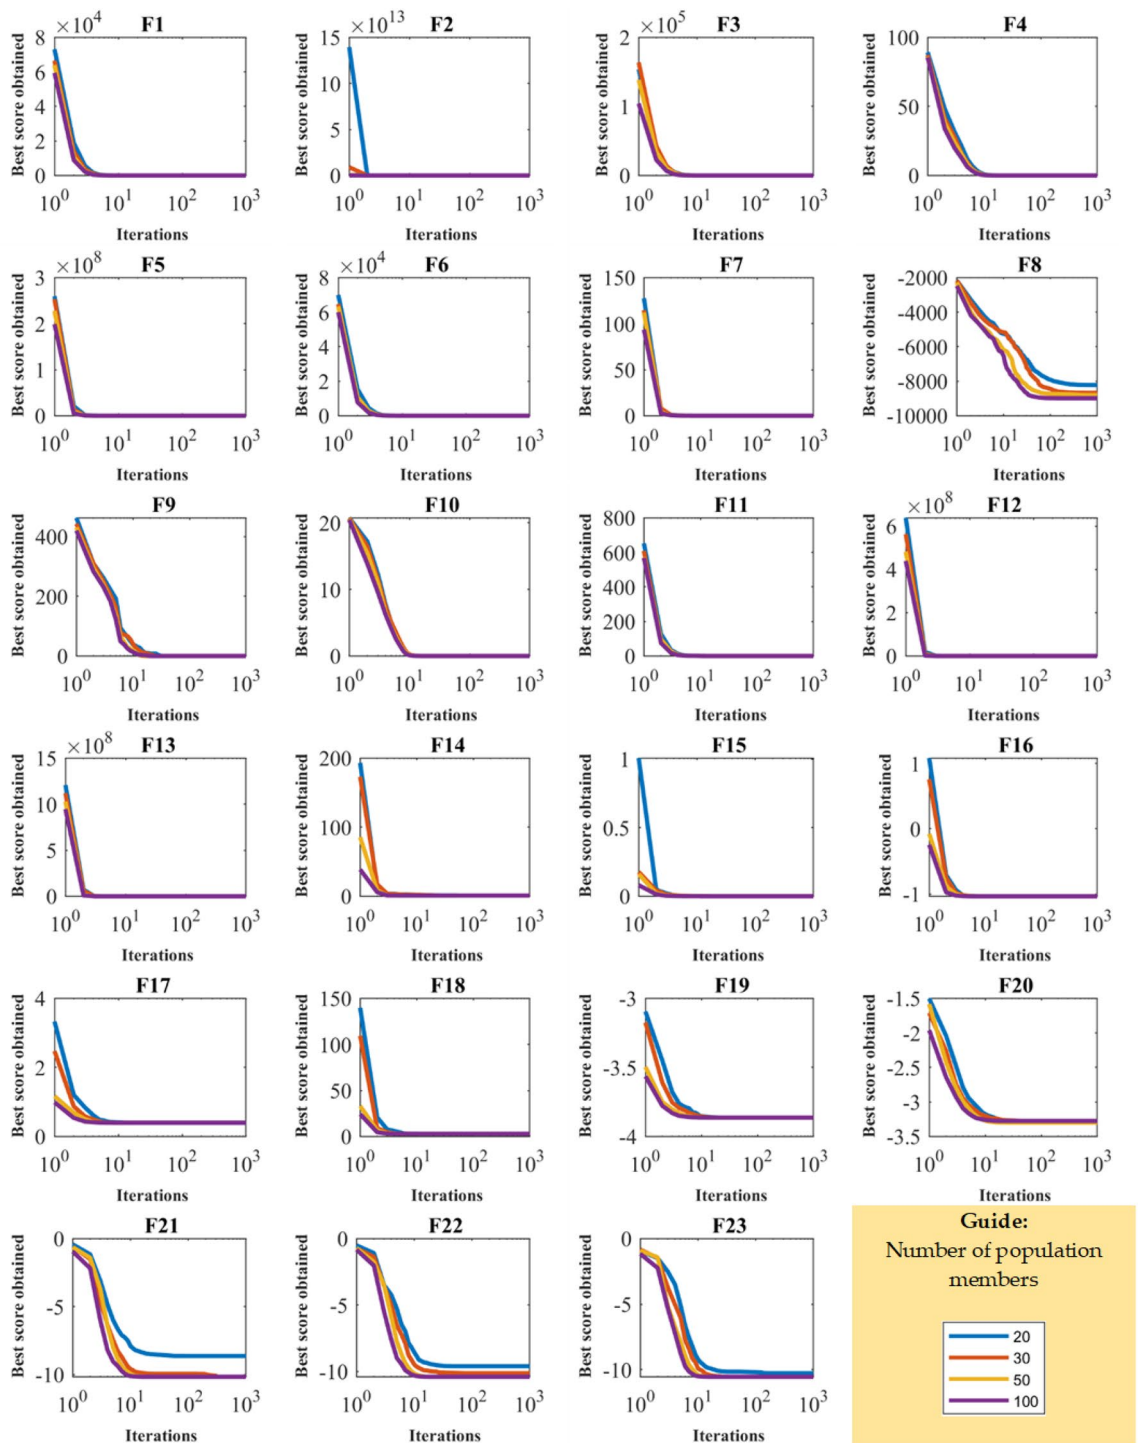 F1
×10^4
Best score obtained
8
6
4
2
0
10^0 10^1 10^2 10^3
Iterations
F2
×10^13
Best score obtained
15
10
5
0
10^0 10^1 10^2 10^3
Iterations
F3
×10^5
Best score obtained
2
1
0
10^0 10^1 10^2 10^3
Iterations
F4
Best score obtained
100
50
0
10^0 10^1 10^2 10^3
Iterations
F5
×10^8
Best score obtained
3
2
1
0
10^0 10^1 10^2 10^3
Iterations
F6
×10^4
Best score obtained
8
6
4
2
0
10^0 10^1 10^2 10^3
Iterations
F7
Best score obtained
150
100
50
0
10^0 10^1 10^2 10^3
Iterations
F8
Best score obtained
-2000
-4000
-6000
-8000
-10000
10^0 10^1 10^2 10^3
Iterations
F9
Best score obtained
400
200
0
10^0 10^1 10^2 10^3
Iterations
F10
Best score obtained
20
10
0
10^0 10^1 10^2 10^3
Iterations
F11
Best score obtained
800
600
400
200
0
10^0 10^1 10^2 10^3
Iterations
F12
×10^8
Best score obtained
6
4
2
0
10^0 10^1 10^2 10^3
Iterations
F13
×10^8
Best score obtained
15
10
5
0
10^0 10^1 10^2 10^3
Iterations
F14
Best score obtained
200
100
0
10^0 10^1 10^2 10^3
Iterations
F15
Best score obtained
1
0.5
0
10^0 10^1 10^2 10^3
Iterations
F16
Best score obtained
1
0
-1
10^0 10^1 10^2 10^3
Iterations
F17
Best score obtained
4
2
0
10^0 10^1 10^2 10^3
Iterations
F18
Best score obtained
150
100
50
0
10^0 10^1 10^2 10^3
Iterations
F19
Best score obtained
-3
-3.5
-4
10^0 10^1 10^2 10^3
Iterations
F20
Best score obtained
-1.5
-2
-2.5
-3
-3.5
10^0 10^1 10^2 10^3
Iterations
F21
Best score obtained
0
-5
-10
10^0 10^1 10^2 10^3
Iterations
F22
Best score obtained
0
-5
-10
10^0 10^1 10^2 10^3
Iterations
F23
Best score obtained
0
-5
-10
10^0 10^1 10^2 10^3
Iterations
Guide:
Number of population
members
20
30
50
100